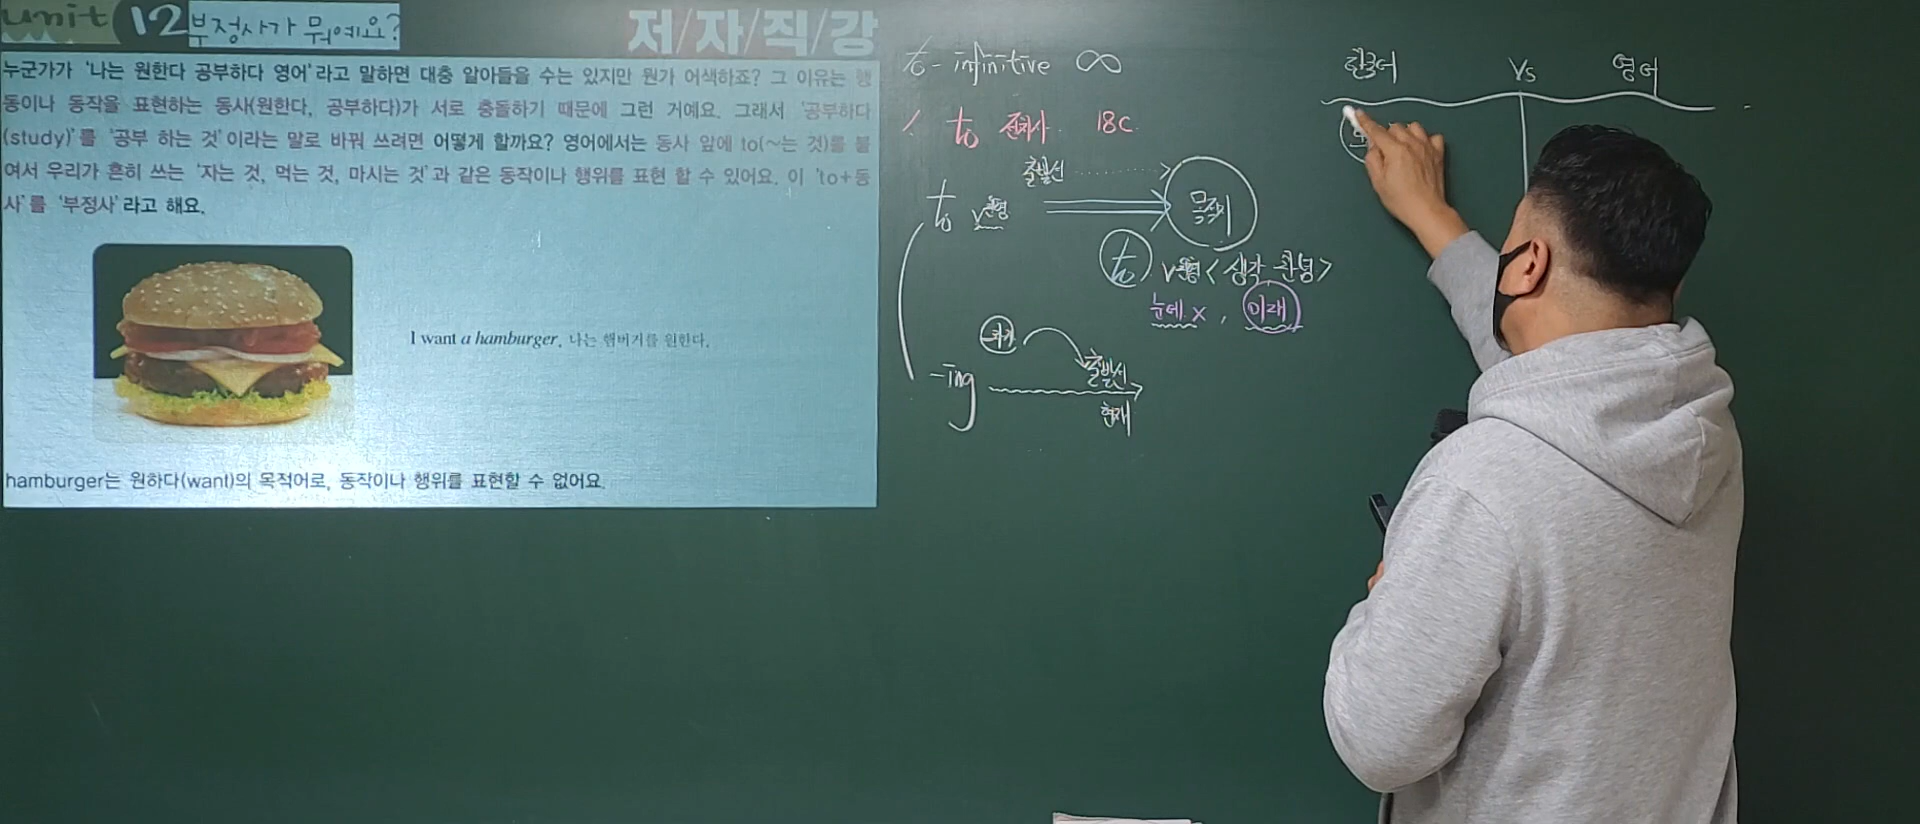 unit 12 부정사가 뭐예요?
저/자/직/강
누군가가 '나는 원한다 공부하다 영어'라고 말하면 대충 알아들을 수는 있지만 뭔가 어색하죠? 그 이유는 행
동이나 동작을 표현하는 동사(원한다, 공부하다)가 서로 충돌하기 때문에 그런 거예요. 그래서 '공부하다
(study)'를 '공부 하는 것'이라는 말로 바꿔 쓰려면 어떻게 할까요? 영어에서는 동사 앞에 to(~는 것)를 붙
여서 우리가 흔히 쓰는 '자는 것, 먹는 것, 마시는 것'과 같은 동작이나 행위를 표현 할 수 있어요. 이 'to+동
사'를 '부정사'라고 해요.
I want a hamburger. 나는 햄버거를 원한다.
hamburger는 원하다(want)의 목적어로, 동작이나 행위를 표현할 수 없어요.
to - infinitive ∞
to 전치사 18C
출발선
to v원형 목적지
to v원형 < 생각 관념 >
눈에 x , 미래
과거
-ing 출발선
현재
한국어 vs 영어